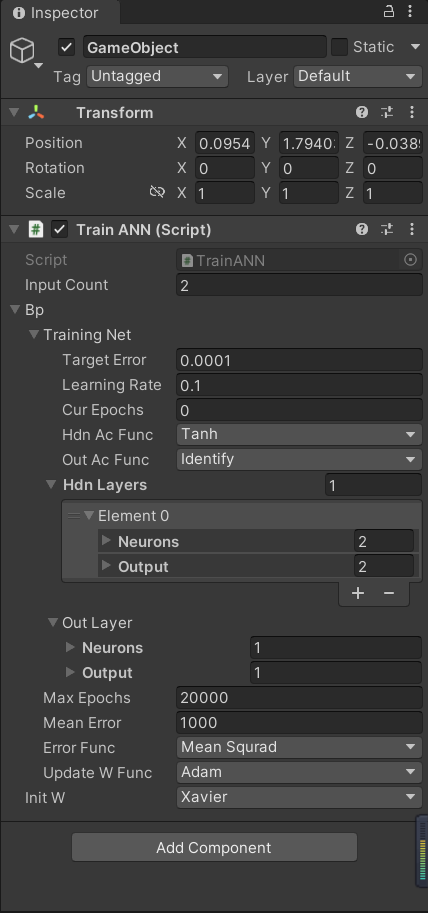 Inspector
GameObject Static
Tag Untagged Layer Default
Transform
Position X 0.0954 Y 1.7940 Z -0.038
Rotation X 0 Y 0 Z 0
Scale X 1 Y 1 Z 1
# Train ANN (Script)
Script # TrainANN
Input Count 2
Bp
Training Net
Target Error 0.0001
Learning Rate 0.1
Cur Epochs 0
Hdn Ac Func Tanh
Out Ac Func Identify
Hdn Layers 1
Element 0
Neurons 2
Output 2
+ −
Out Layer
Neurons 1
Output 1
Max Epochs 20000
Mean Error 1000
Error Func Mean Squrad
Update W Func Adam
Init W Xavier
Add Component